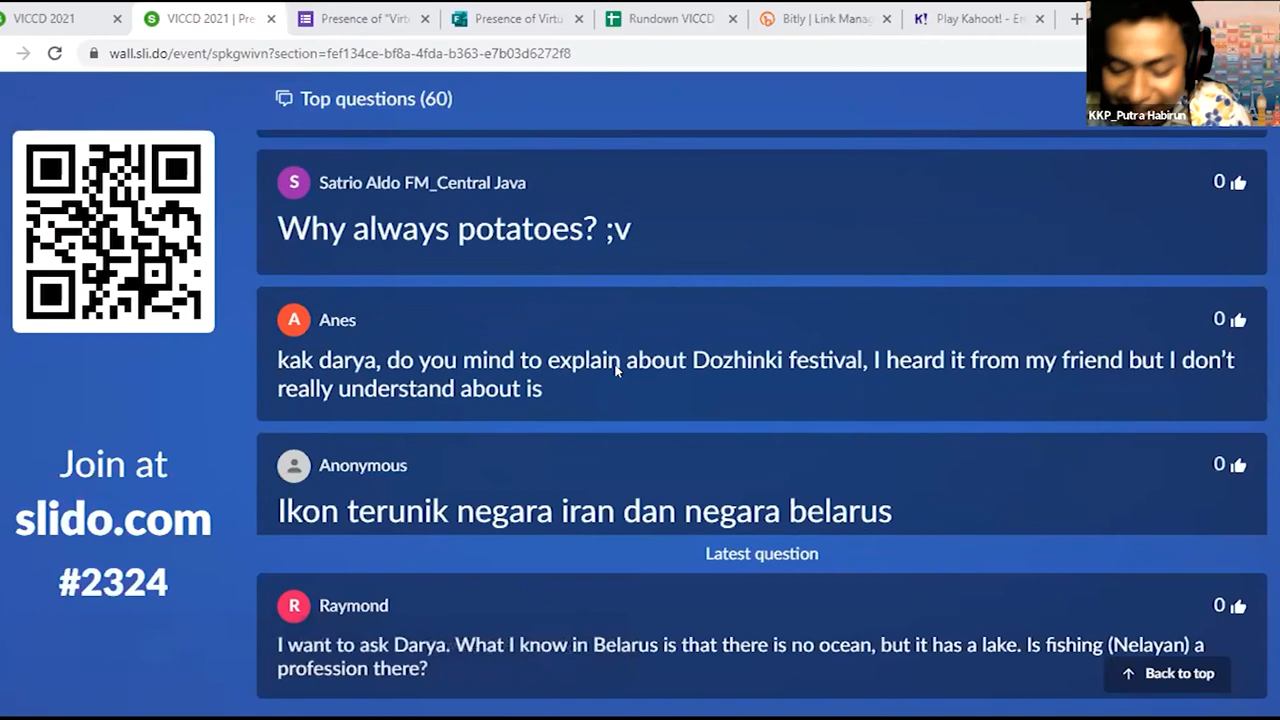 VICCD 2021
VICCD 2021 | Pre
Presence of "Virt
Presence of Virtu
Rundown VICCD
Bitly | Link Manag
Play Kahoot! - En
wall.sli.do/event/spkgwivn?section=fef134ce-bf8a-4fda-b363-e7b03d6272f8
KKP_Putra Habirun
Top questions (60)
S
Satrio Aldo FM_Central Java
0
Why always potatoes? ;v
A
Anes
0
kak darya, do you mind to explain about Dozhinki festival, I heard it from my friend but I don't
really understand about is
Anonymous
0
Ikon terunik negara iran dan negara belarus
Join at
slido.com
#2324
Latest question
R
Raymond
0
I want to ask Darya. What I know in Belarus is that there is no ocean, but it has a lake. Is fishing (Nelayan) a
profession there?
Back to top